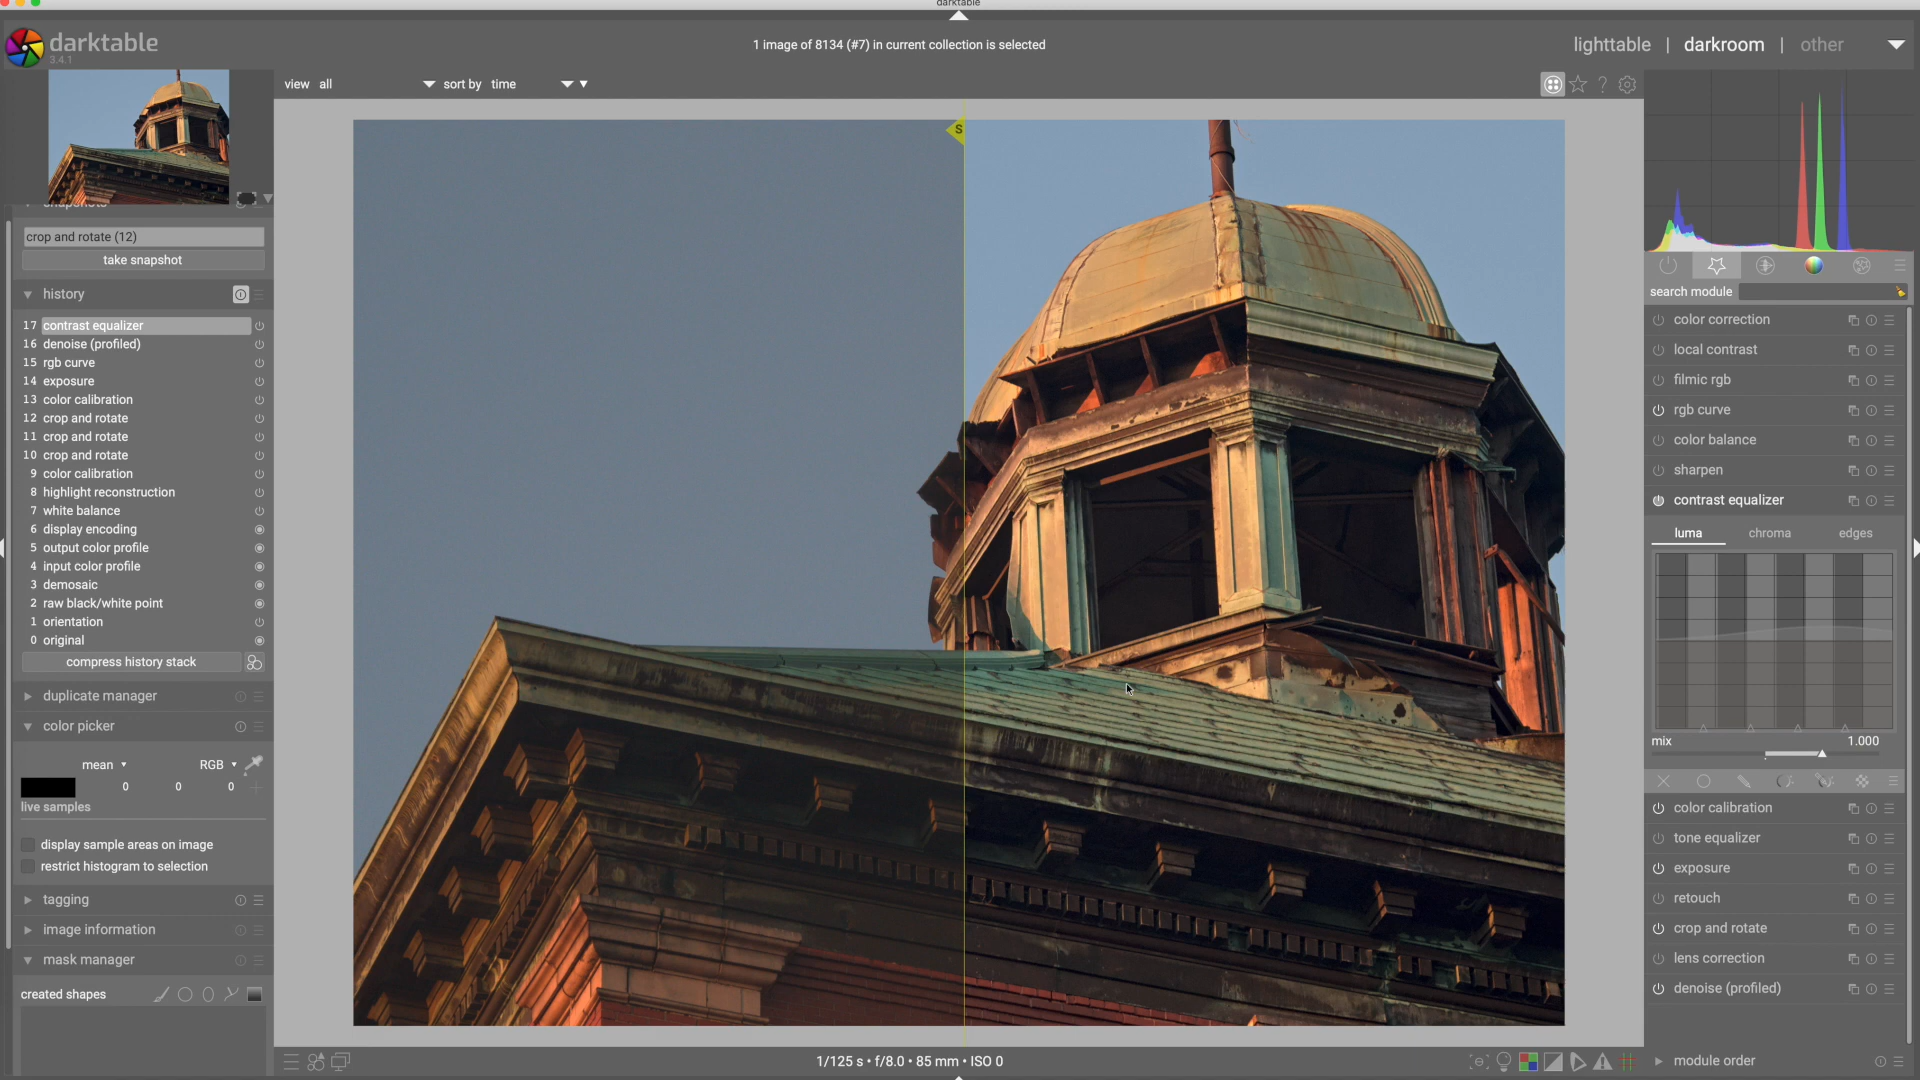 darktable
darktable
3.4.1
1 image of 8134 (#7) in current collection is selected
lighttable | darkroom | other
view all
sort by time
snapshots
crop and rotate (12)
take snapshot
history
17 contrast equalizer
16 denoise (profiled)
15 rgb curve
14 exposure
13 color calibration
12 crop and rotate
11 crop and rotate
10 crop and rotate
9 color calibration
8 highlight reconstruction
7 white balance
6 display encoding
5 output color profile
4 input color profile
3 demosaic
2 raw black/white point
1 orientation
0 original
compress history stack
duplicate manager
color picker
mean RGB
0 0 0
live samples
display sample areas on image
restrict histogram to selection
tagging
image information
mask manager
created shapes
S
1/125 s • f/8.0 • 85 mm • ISO 0
search module
color correction
local contrast
filmic rgb
rgb curve
color balance
sharpen
contrast equalizer
luma chroma edges
mix 1.000
color calibration
tone equalizer
exposure
retouch
crop and rotate
lens correction
denoise (profiled)
module order